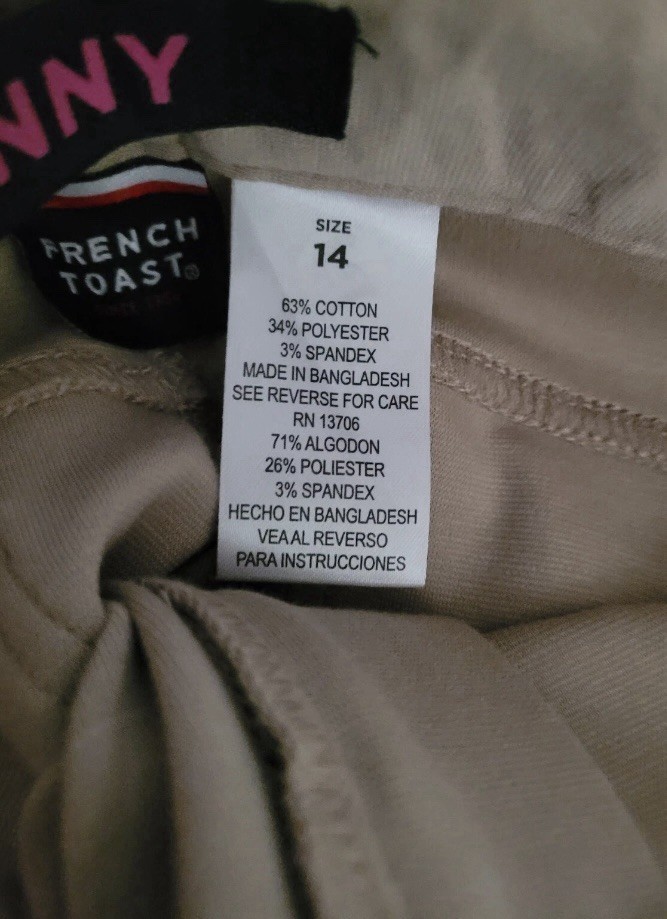 NNY
FRENCH
TOAST®
SIZE
14
63% COTTON
34% POLYESTER
3% SPANDEX
MADE IN BANGLADESH
SEE REVERSE FOR CARE
RN 13706
71% ALGODON
26% POLIESTER
3% SPANDEX
HECHO EN BANGLADESH
VEA AL REVERSO
PARA INSTRUCCIONES